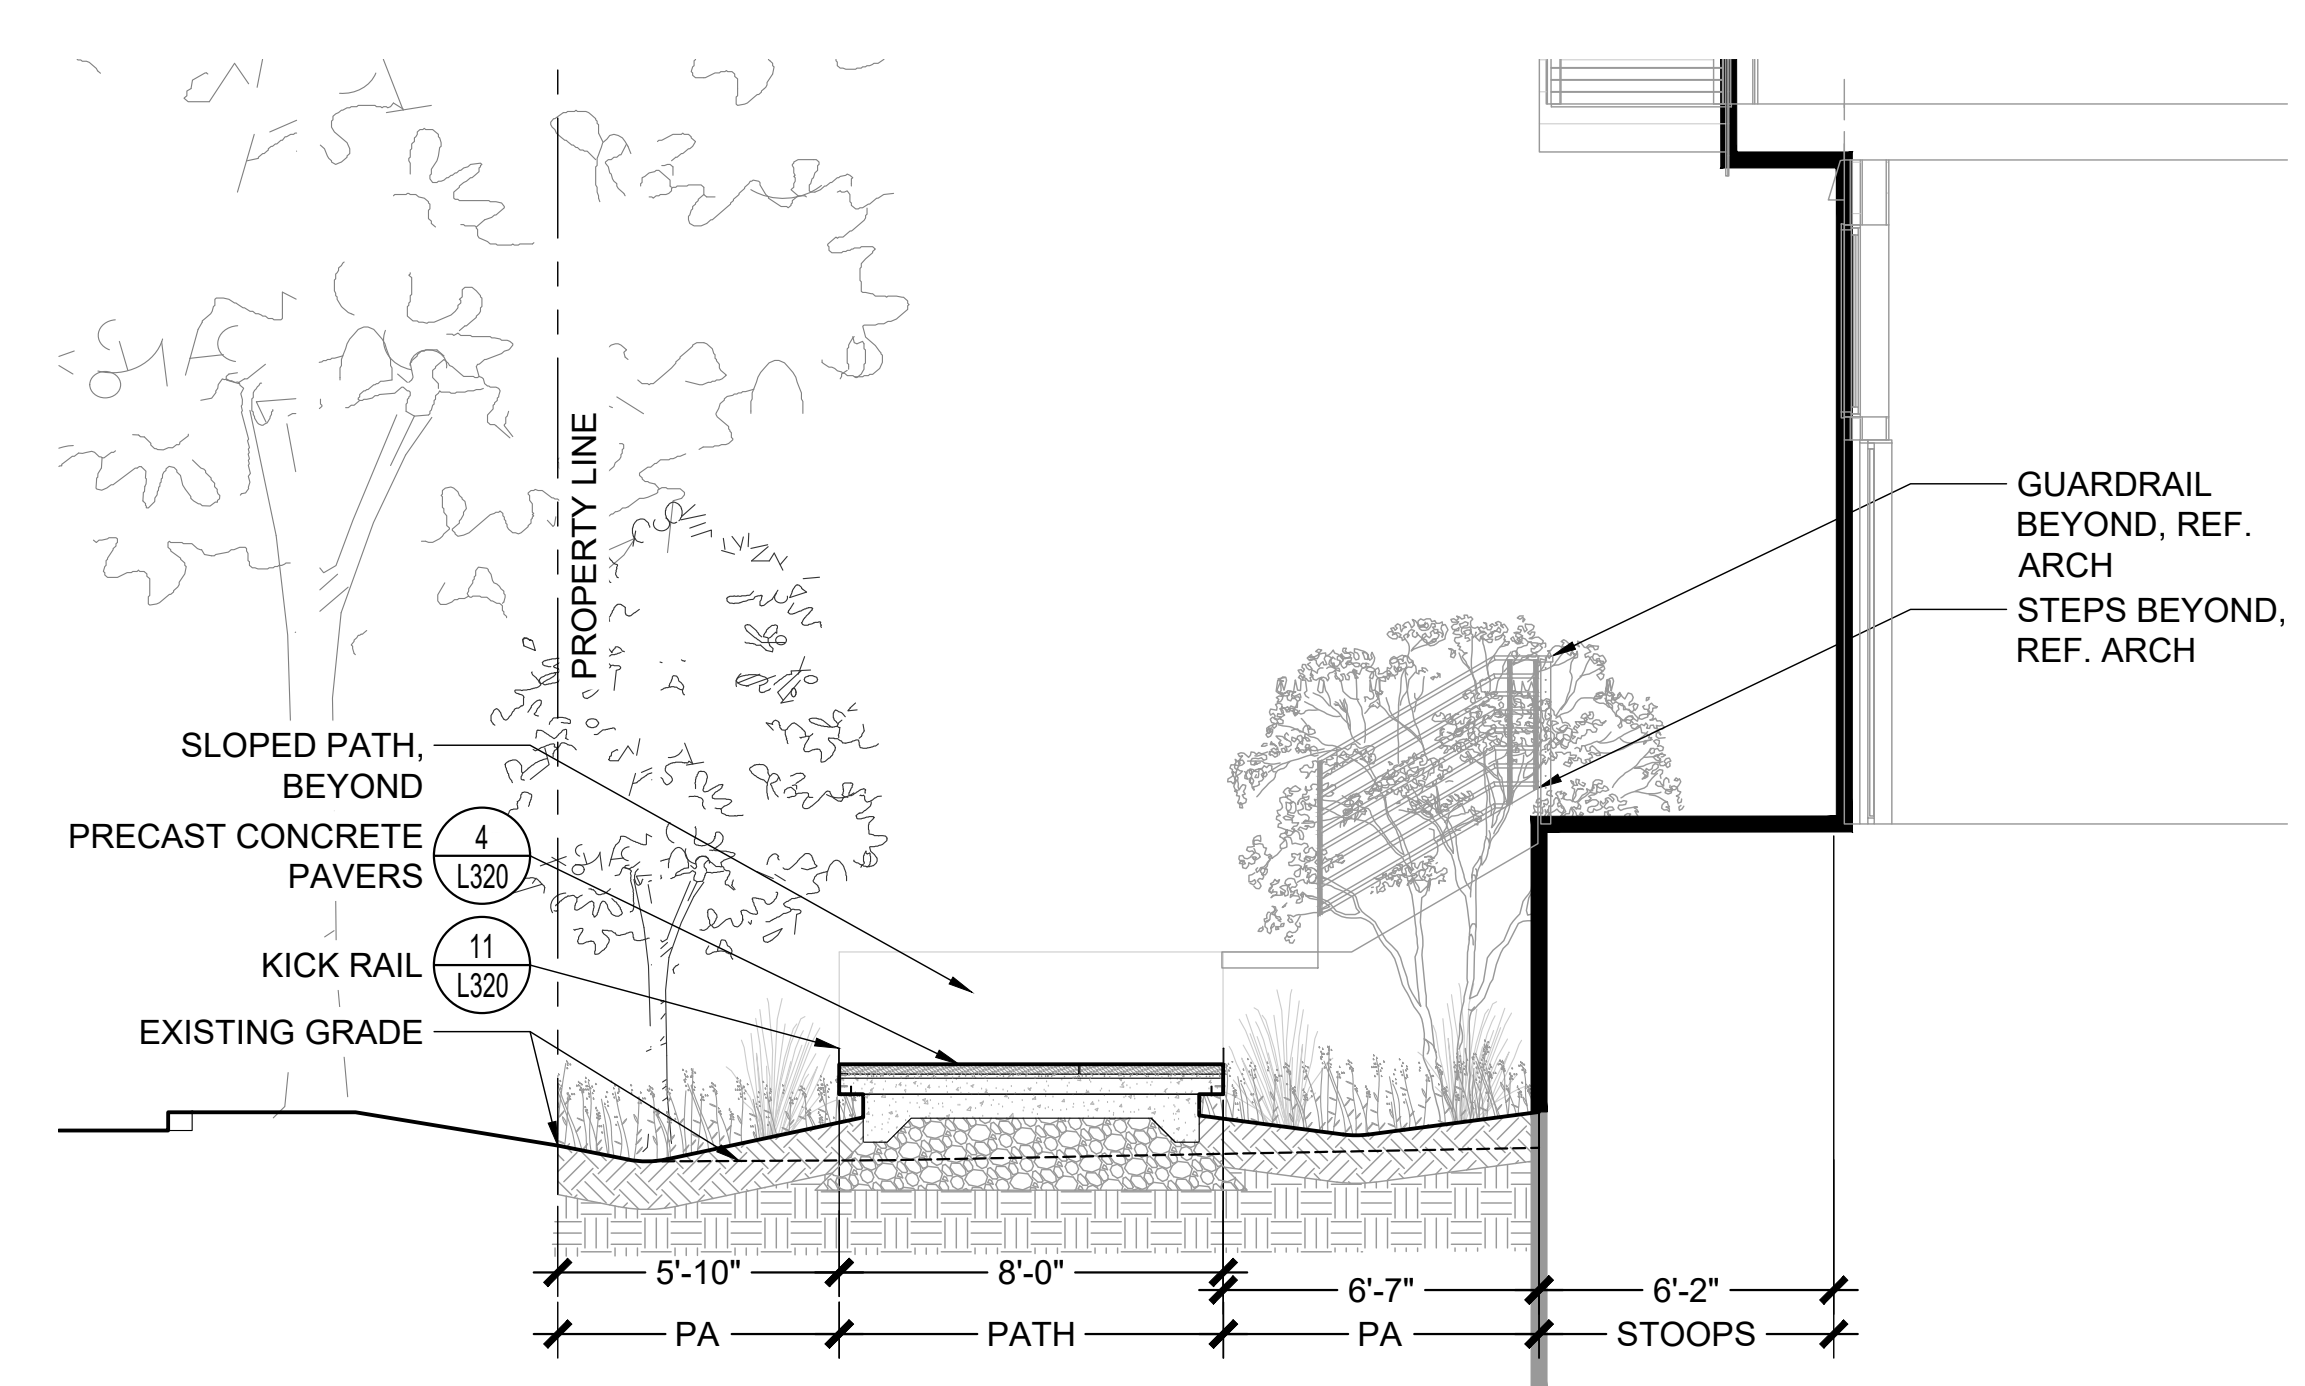 PROPERTY LINE
GUARDRAIL
BEYOND, REF.
ARCH
STEPS BEYOND,
REF. ARCH
SLOPED PATH,
BEYOND
PRECAST CONCRETE
PAVERS
4
L320
KICK RAIL
11
L320
EXISTING GRADE
5'-10"
8'-0"
6'-7"
6'-2"
PA
PATH
PA
STOOPS